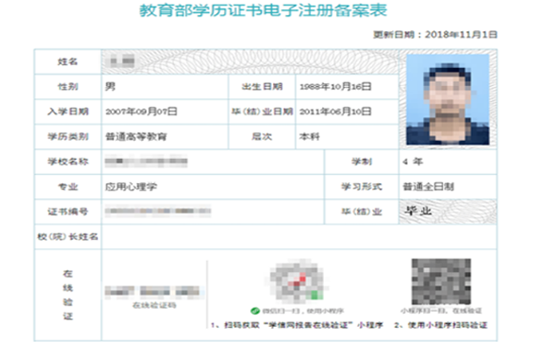 教育部学历证书电子注册备案表
更新日期：2018年11月1日
姓名
性别 男 出生日期 1988年10月16日
入学日期 2007年09月07日 毕(结)业日期 2011年06月10日
学历类别 普通高等教育 层次 本科
学校名称 学制 4 年
专业 应用心理学 学习形式 普通全日制
证书编号 毕(结)业 毕业
校(院)长姓名
在线验证
在线验证码
微信扫一扫，使用小程序
小程序扫一扫，在线验证
1、扫码获取“学信网报告在线验证”小程序 2、使用小程序扫码验证